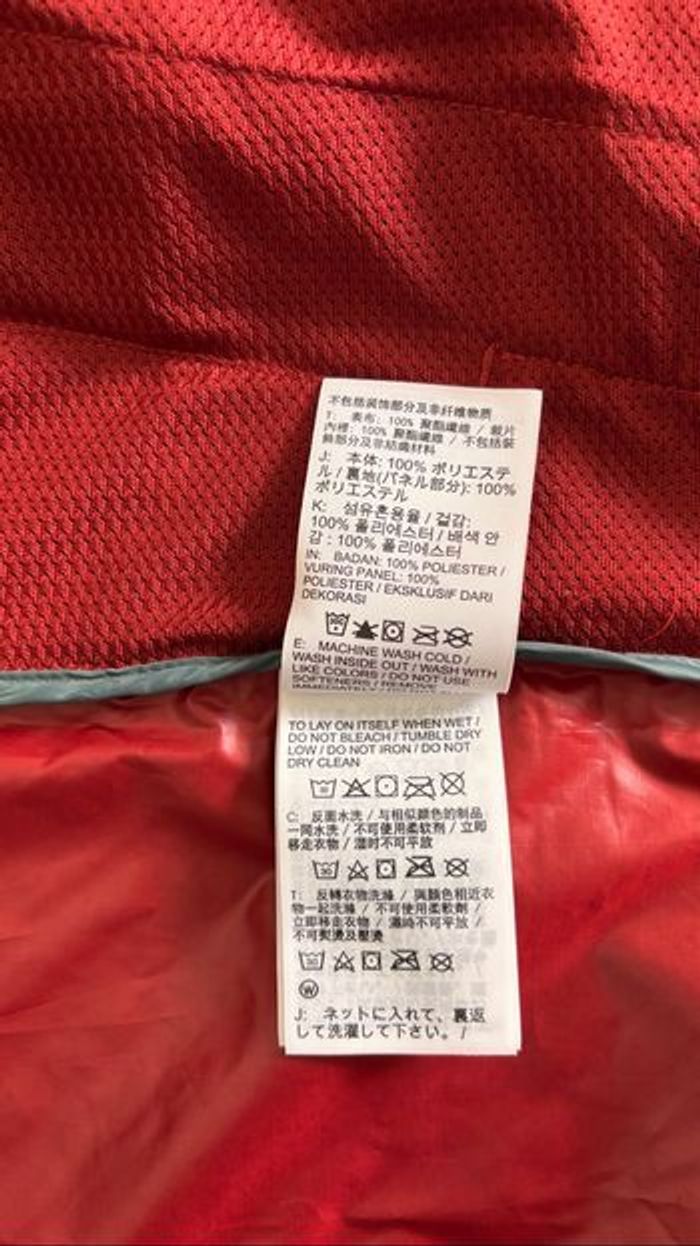 不包括装饰部分及非纤维物质
T: 表布: 100% 聚酯纖維 / 裁片
內裡: 100% 聚酯纖維 / 不包括裝
飾部分及非紡織材料
J: 本体: 100% ポリエステ
ル / 裏地(パネル部分): 100%
ポリエステル
K: 섬유혼용율 / 겉감:
100% 폴리에스터 / 배색 안
감 : 100% 폴리에스터
IN: BADAN: 100% POLIESTER /
VURING PANEL: 100%
POLIESTER / EKSKLUSIF DARI
DEKORASI
E: MACHINE WASH COLD /
WASH INSIDE OUT / WASH WITH
LIKE COLORS / DO NOT USE
SOFTENERS / REMOVE
IMMEDIATELY / DO NOT
TO LAY ON ITSELF WHEN WET /
DO NOT BLEACH / TUMBLE DRY
LOW / DO NOT IRON / DO NOT
DRY CLEAN
C: 反面水洗 / 与相似颜色的制品
一同水洗 / 不可使用柔软剂 / 立即
移走衣物 / 湿时不可平放
30
T: 反轉衣物洗滌 / 與顏色相近衣
物一起洗滌 / 不可使用柔軟劑 /
立即移走衣物 / 濕時不可平放 /
不可熨燙及壓燙
30
W
J: ネットに入れて、裏返
して洗濯して下さい。/